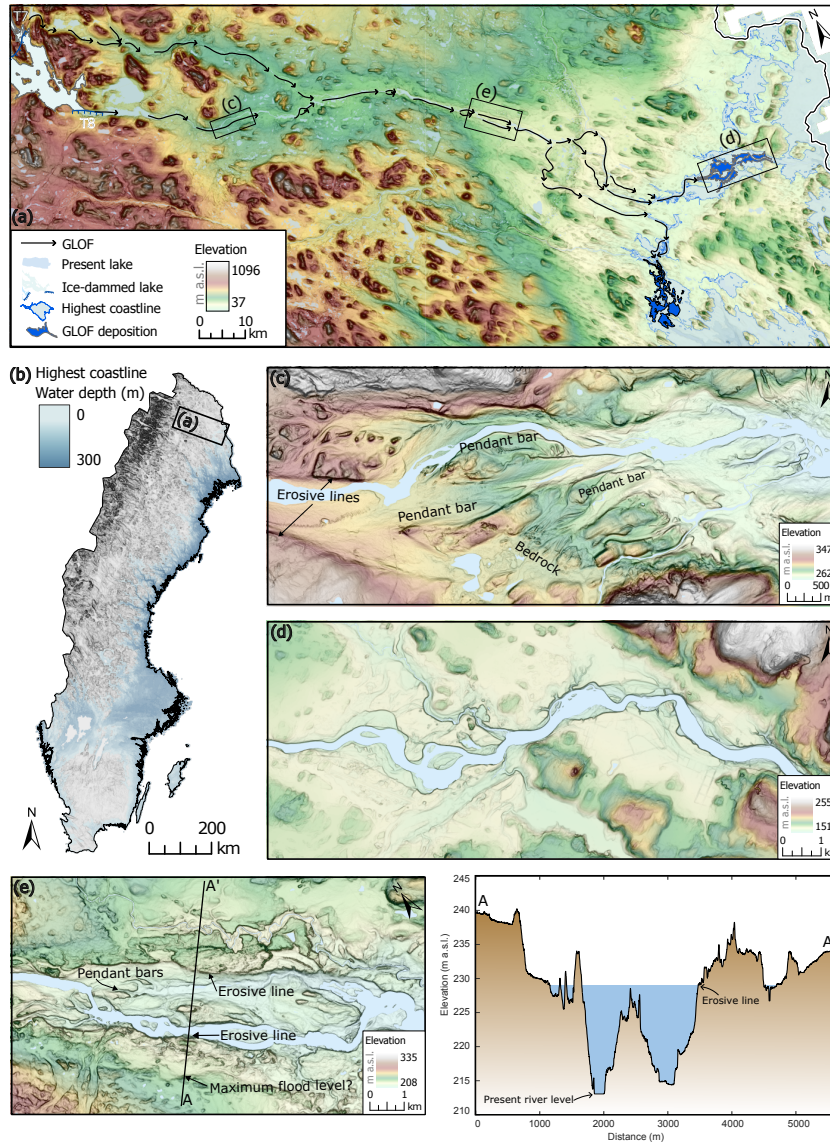 T7
T8
(c)
(e)
(d)
N
(a)
GLOF
Present lake
Ice-dammed lake
Highest coastline
GLOF deposition
Elevation
m a.s.l.
1096
37
0 10
km
(b) Highest coastline
Water depth (m)
0
300
(a)
N
0 200
km
(c)
N
Pendant bar
Pendant bar
Erosive lines
Pendant bar
Bedrock
Elevation
m a.s.l.
347
262
0 500
m
(d)
N
Elevation
m a.s.l.
255
151
0 1
km
(e)
A'
N
Pendant bars
Erosive line
Erosive line
Maximum flood level?
A
Elevation
m a.s.l.
335
208
0 1
km
245
240
235
230
225
220
215
210
Elevation (m a.s.l.)
A
A
Erosive line
Present river level
0 1000 2000 3000 4000 5000
Distance (m)